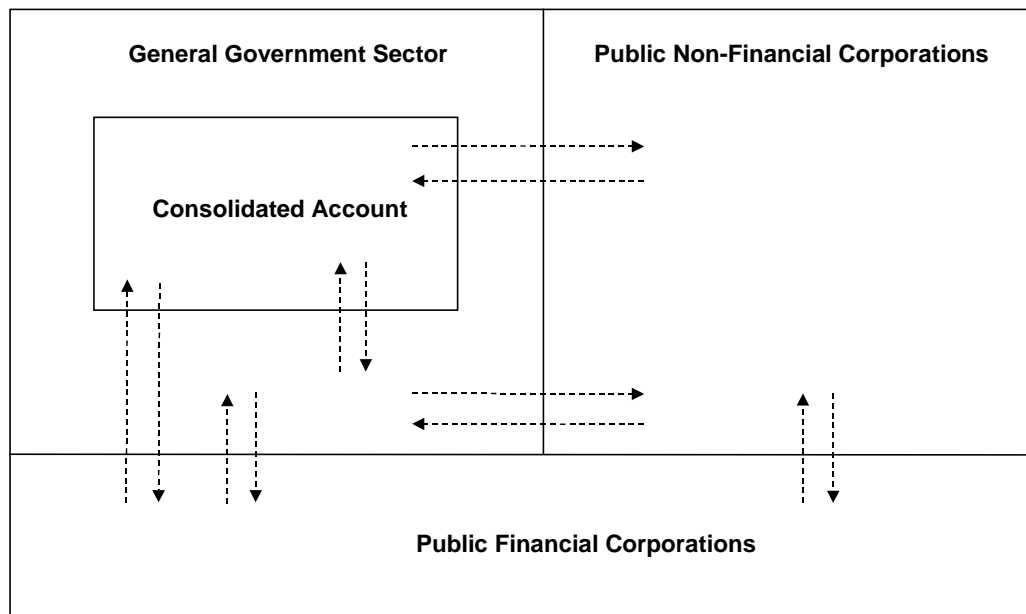 General Government Sector
Public Non-Financial Corporations
Consolidated Account
Public Financial Corporations